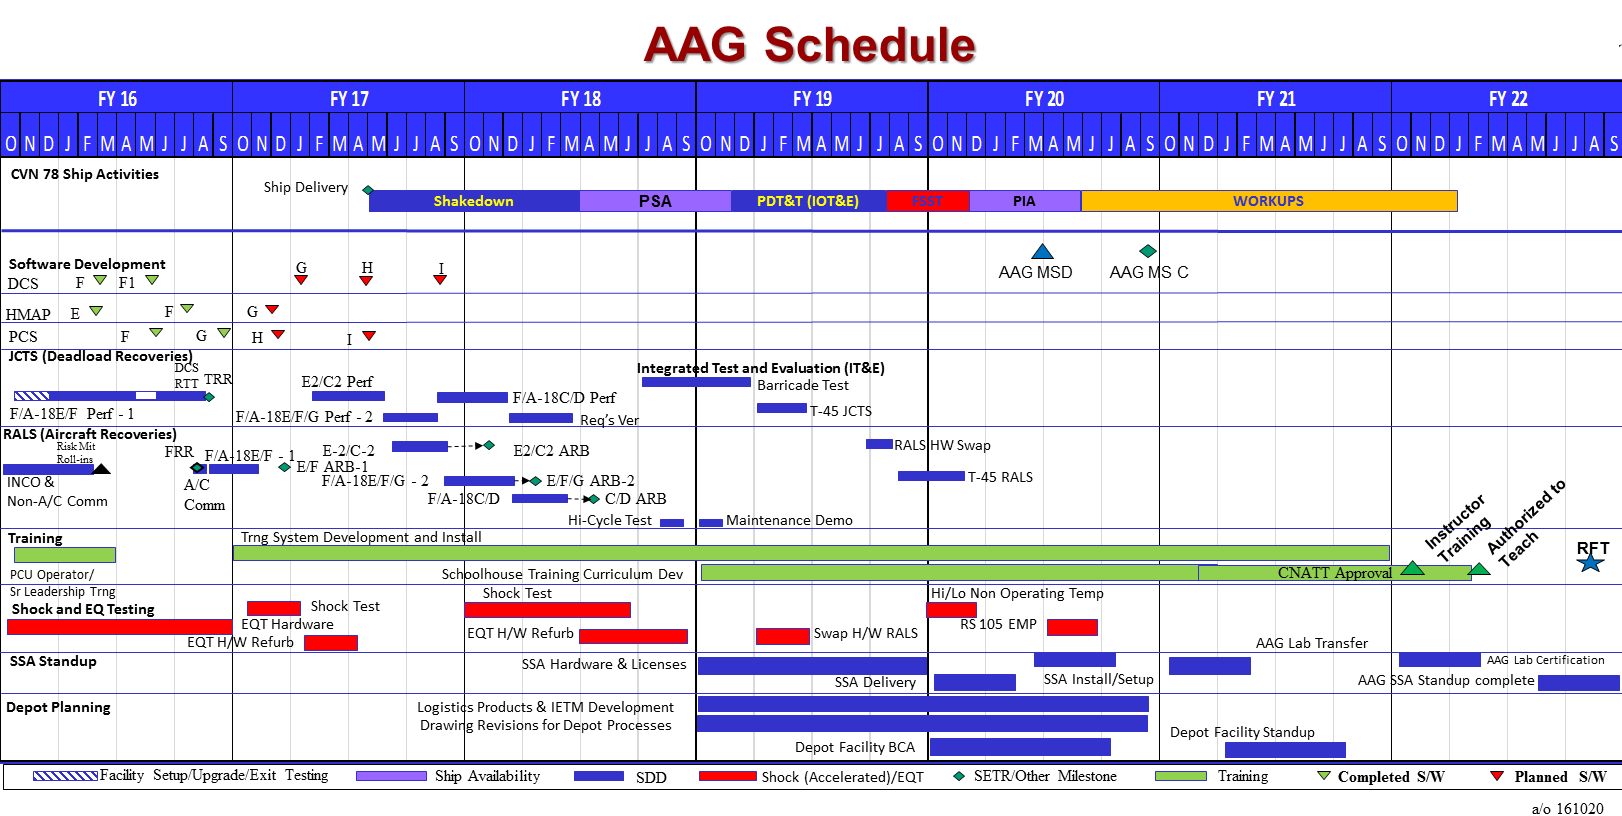 AAG Schedule
FY 16 FY 17 FY 18 FY 19 FY 20 FY 21 FY 22
O N D J F M A M J J A S O N D J F M A M J J A S O N D J F M A M J J A S O N D J F M A M J J A S O N D J F M A M J J A S O N D J F M A M J J A S O N D J F M A M J J A S
CVN 78 Ship Activities
Ship Delivery
Shakedown PSA PDT&T (IOT&E) FSST PIA WORKUPS
Software Development
AAG MSD AAG MS C
DCS F F1 G H I
HMAP E F G
PCS F G H I
JCTS (Deadload Recoveries)
DCS
RTT
TRR
E2/C2 Perf
Integrated Test and Evaluation (IT&E)
Barricade Test
F/A-18C/D Perf
F/A-18E/F Perf - 1
F/A-18E/F/G Perf - 2
Req's Ver
T-45 JCTS
RALS (Aircraft Recoveries)
Risk Mit
Roll-ins
FRR
F/A-18E/F - 1
E-2/C-2
E2/C2 ARB
RALS HW Swap
E/F ARB-1
INCO &
Non-A/C Comm
A/C
Comm
F/A-18E/F/G - 2
E/F/G ARB-2
T-45 RALS
F/A-18C/D
C/D ARB
Hi-Cycle Test
Maintenance Demo
Training
Trng System Development and Install
Instructor
Training
Authorized to
Teach
RFT
PCU Operator/
Sr Leadership Trng
Schoolhouse Training Curriculum Dev
CNATT Approval
Shock and EQ Testing
Shock Test
EQT Hardware
EQT H/W Refurb
Shock Test
EQT H/W Refurb
Swap H/W RALS
Hi/Lo Non Operating Temp
RS 105 EMP
AAG Lab Transfer
SSA Standup
SSA Hardware & Licenses
SSA Delivery
SSA Install/Setup
AAG Lab Certification
AAG SSA Standup complete
Depot Planning
Logistics Products & IETM Development
Drawing Revisions for Depot Processes
Depot Facility BCA
Depot Facility Standup
Facility Setup/Upgrade/Exit Testing Ship Availability SDD Shock (Accelerated)/EQT SETR/Other Milestone Training Completed S/W Planned S/W
a/o 161020